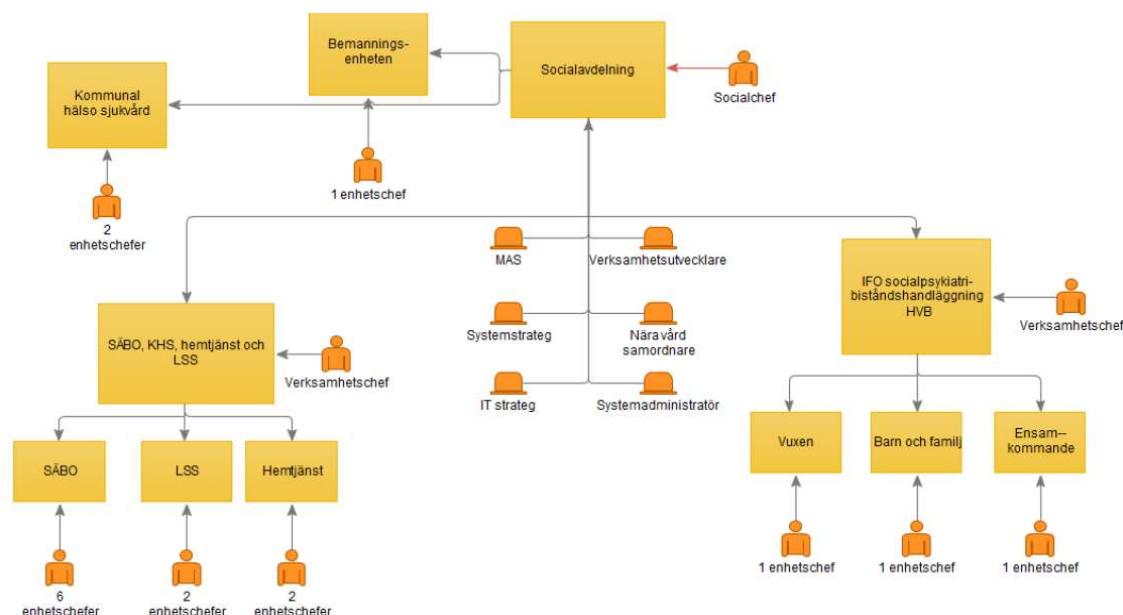 Bemannings-
enheten
Socialavdelning
Socialchef
Kommunal
hälso sjukvård
1 enhetschef
2
enhetschefer
MAS
Verksamhetsutvecklare
IFO socialpsykiatri-
biståndshandläggning
HVB
Verksamhetschef
Systemstrateg
Nära vård
samordnare
SÄBO, KHS, hemtjänst och
LSS
Verksamhetschef
IT strateg
Systemadministratör
SÄBO
LSS
Hemtjänst
Vuxen
Barn och familj
Ensam--
kommande
6
enhetschefer
2
enhetschefer
2
enhetschefer
1 enhetschef
1 enhetschef
1 enhetschef